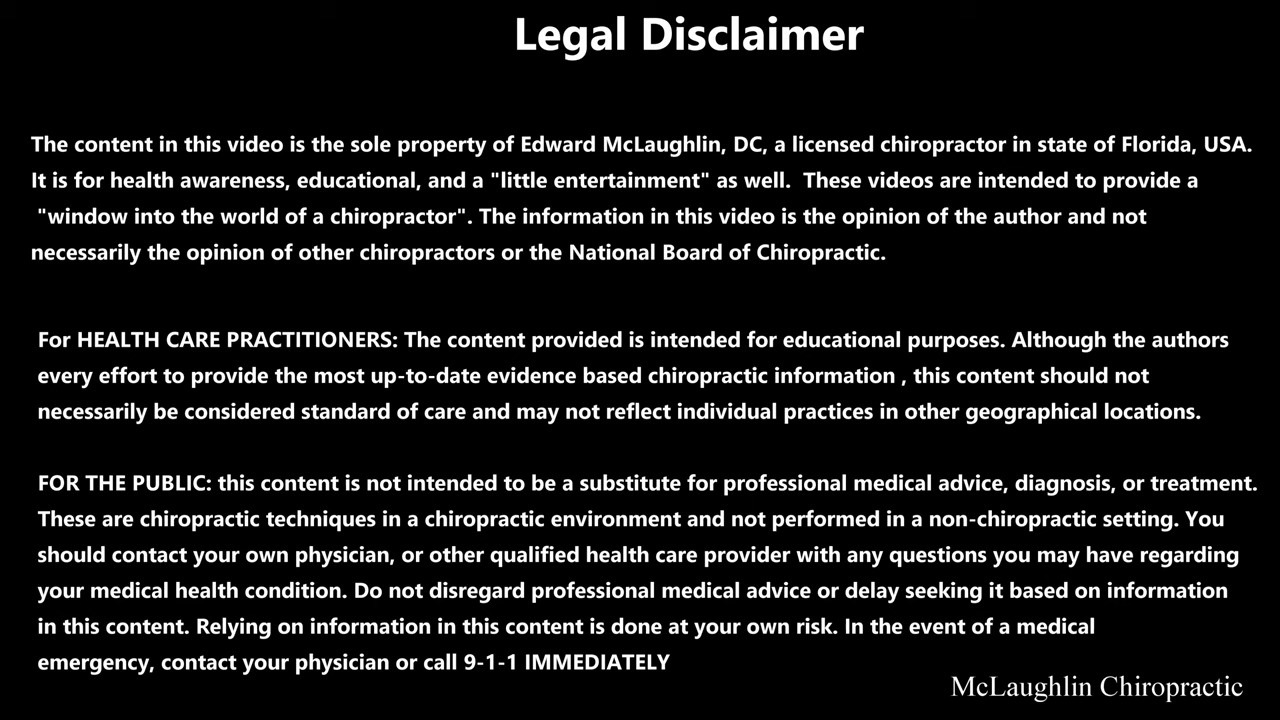 Legal Disclaimer
The content in this video is the sole property of Edward McLaughlin, DC, a licensed chiropractor in state of Florida, USA.
It is for health awareness, educational, and a "little entertainment" as well. These videos are intended to provide a
"window into the world of a chiropractor". The information in this video is the opinion of the author and not
necessarily the opinion of other chiropractors or the National Board of Chiropractic.
For HEALTH CARE PRACTITIONERS: The content provided is intended for educational purposes. Although the authors
every effort to provide the most up-to-date evidence based chiropractic information , this content should not
necessarily be considered standard of care and may not reflect individual practices in other geographical locations.
FOR THE PUBLIC: this content is not intended to be a substitute for professional medical advice, diagnosis, or treatment.
These are chiropractic techniques in a chiropractic environment and not performed in a non-chiropractic setting. You
should contact your own physician, or other qualified health care provider with any questions you may have regarding
your medical health condition. Do not disregard professional medical advice or delay seeking it based on information
in this content. Relying on information in this content is done at your own risk. In the event of a medical
emergency, contact your physician or call 9-1-1 IMMEDIATELY
McLaughlin Chiropractic